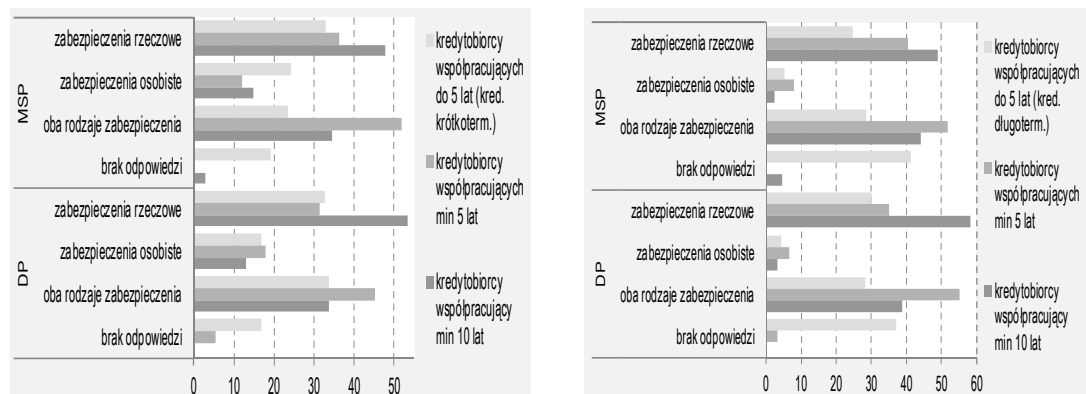 MSP
zabezpieczenia rzeczowe
zabezpieczenia osobiste
oba rodzaje zabezpieczenia
brak odpowiedzi
DP
zabezpieczenia rzeczowe
zabezpieczenia osobiste
oba rodzaje zabezpieczenia
brak odpowiedzi
0 10 20 30 40 50
kredytobiorcy
współpracujących
do 5 lat (kred.
krótkoterm.)
kredytobiorcy
współpracujących
min 5 lat
kredytobiorcy
współpracujący
min 10 lat
MSP
zabezpieczenia rzeczowe
zabezpieczenia osobiste
oba rodzaje zabezpieczenia
brak odpowiedzi
DP
zabezpieczenia rzeczowe
zabezpieczenia osobiste
oba rodzaje zabezpieczenia
brak odpowiedzi
0 10 20 30 40 50 60
kredytobiorcy
współpracujących
do 5 lat (kred.
długoterm.)
kredytobiorcy
współpracujących
min 5 lat
kredytobiorcy
współpracujący
min 10 lat